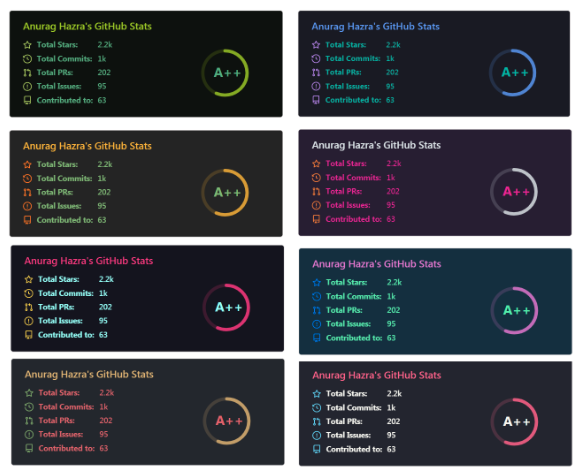 Anurag Hazra's GitHub Stats
Total Stars: 2.2k
Total Commits: 1k
Total PRs: 202
Total Issues: 95
Contributed to: 63
A++
Anurag Hazra's GitHub Stats
Total Stars: 2.2k
Total Commits: 1k
Total PRs: 202
Total Issues: 95
Contributed to: 63
A++
Anurag Hazra's GitHub Stats
Total Stars: 2.2k
Total Commits: 1k
Total PRs: 202
Total Issues: 95
Contributed to: 63
A++
Anurag Hazra's GitHub Stats
Total Stars: 2.2k
Total Commits: 1k
Total PRs: 202
Total Issues: 95
Contributed to: 63
A++
Anurag Hazra's GitHub Stats
Total Stars: 2.2k
Total Commits: 1k
Total PRs: 202
Total Issues: 95
Contributed to: 63
A++
Anurag Hazra's GitHub Stats
Total Stars: 2.2k
Total Commits: 1k
Total PRs: 202
Total Issues: 95
Contributed to: 63
A++
Anurag Hazra's GitHub Stats
Total Stars: 2.2k
Total Commits: 1k
Total PRs: 202
Total Issues: 95
Contributed to: 63
A++
Anurag Hazra's GitHub Stats
Total Stars: 2.2k
Total Commits: 1k
Total PRs: 202
Total Issues: 95
Contributed to: 63
A++